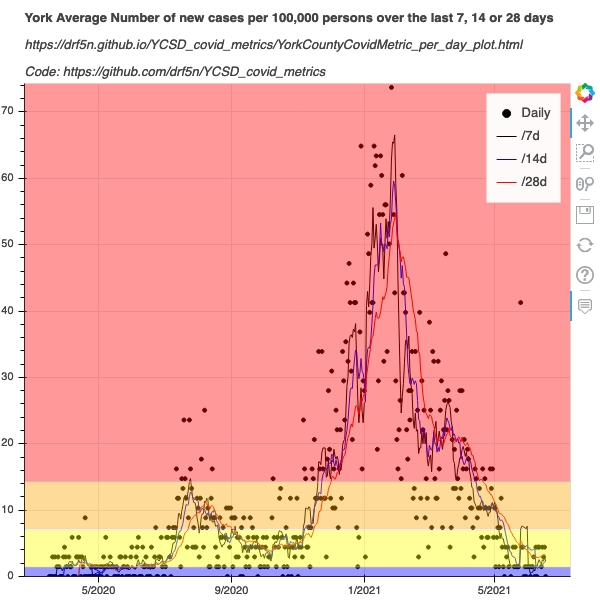 York Average Number of new cases per 100,000 persons over the last 7, 14 or 28 days
https://drf5n.github.io/YCSD_covid_metrics/YorkCountyCovidMetric_per_day_plot.html
Code: https://github.com/drf5n/YCSD_covid_metrics
70
60
50
40
30
20
10
0
Daily
/7d
/14d
/28d
5/2020
9/2020
1/2021
5/2021